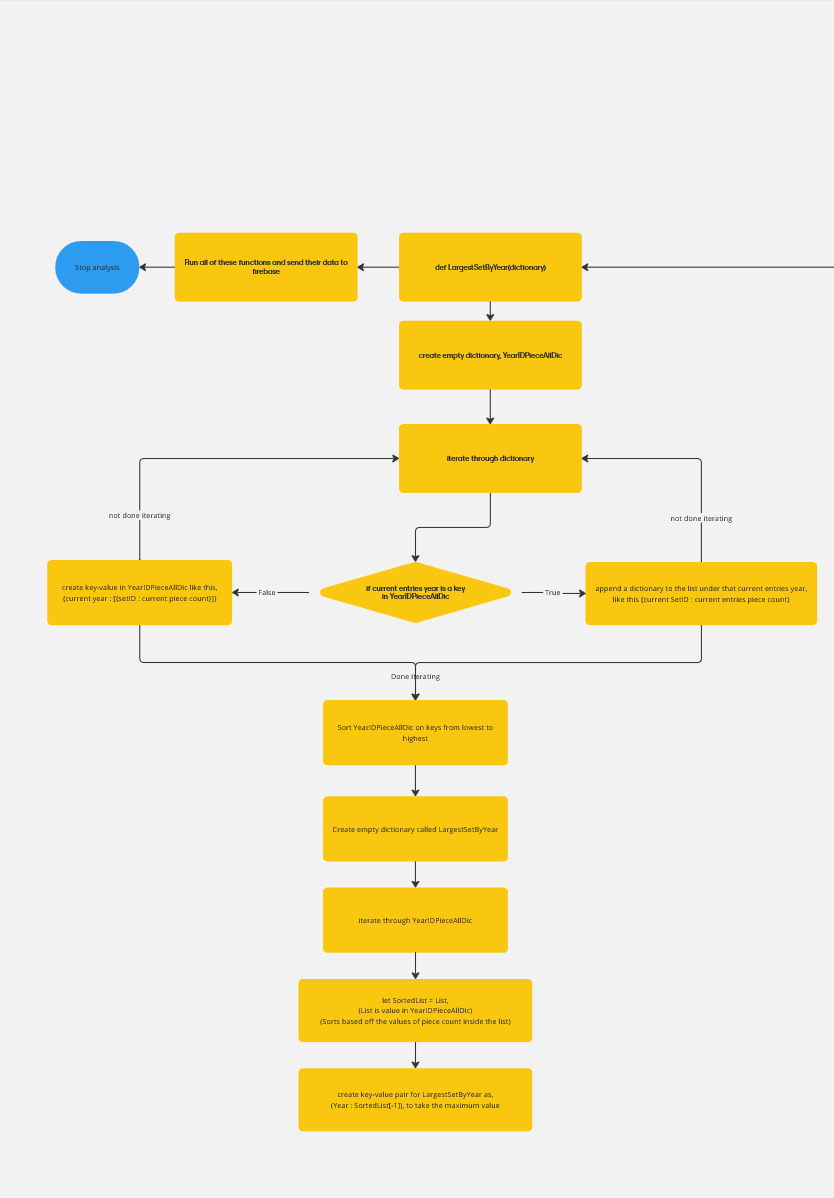 Stop analysis
Run all of these functions and send their data to
firebase
def LargestSetByYear(dictionary)
create empty dictionary, YearIDPieceAllDic
iterate through dictionary
not done iterating
not done iterating
create key-value in YearIDPieceAllDic like this,
{current year : [{setID : current piece count}]}
False
if current entries year is a key
in YearIDPieceAllDic
True
append a dictionary to the list under that current entries year,
like this {current SetID : current entries piece count}
Done iterating
Sort YearIDPieceAllDic on keys from lowest to
highest
Create empty dictionary called LargestSetByYear
iterate through YearIDPieceAllDic
let SortedList = List,
(List is value in YearIDPieceAllDic)
(Sorts based off the values of piece count inside the list)
create key-value pair for LargestSetByYear as,
{Year : SortedList[-1]}, to take the maximum value